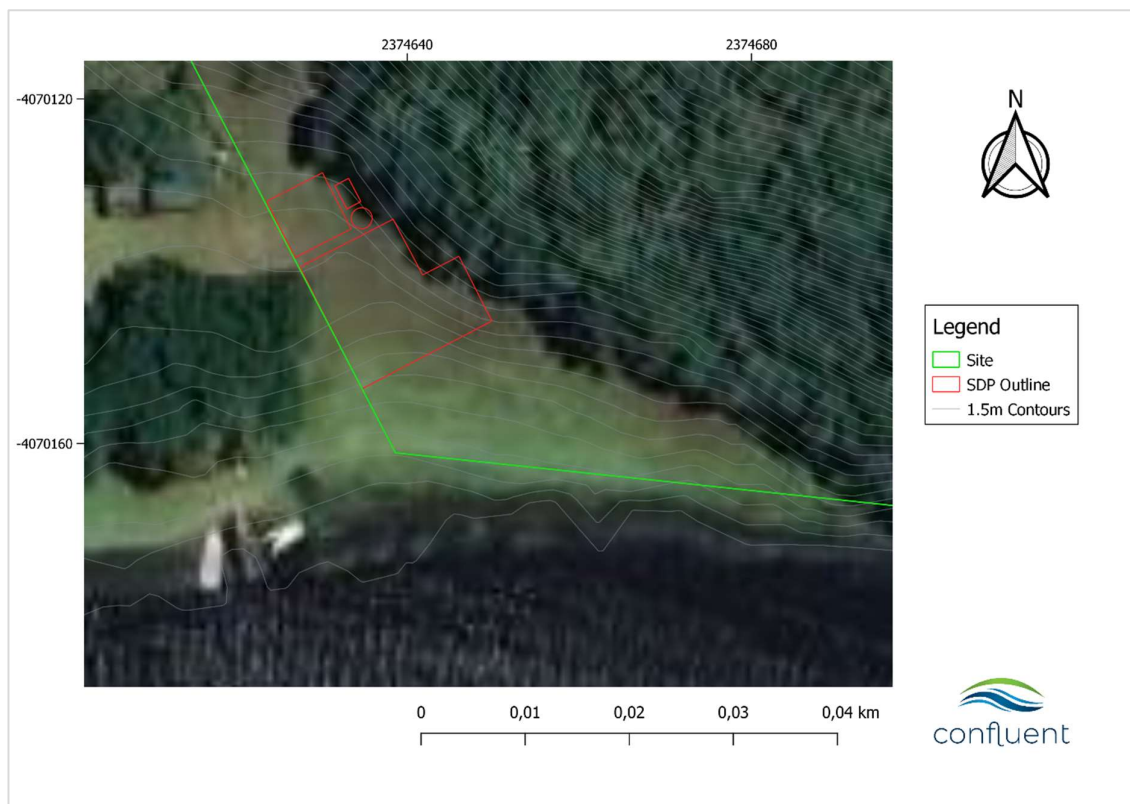 2374640 2374680
N
-4070120
Legend
Site
SDP Outline
1.5m Contours
-4070160
0 0,01 0,02 0,03 0,04 km
confluent